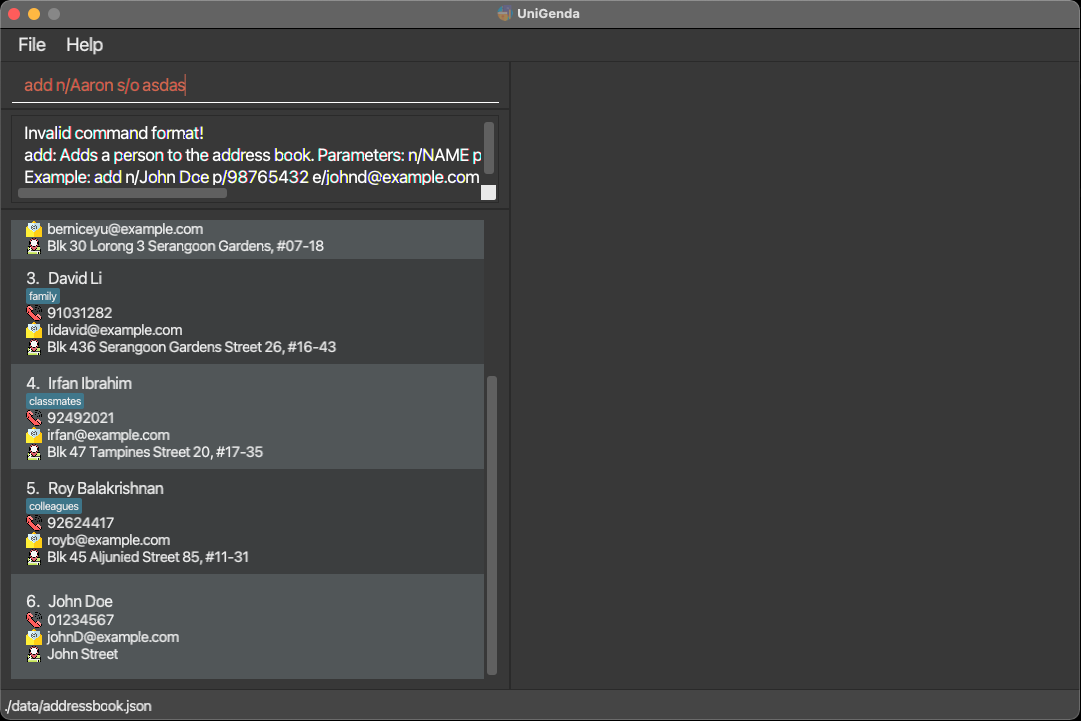 UniGenda
File Help
add n/Aaron s/o asdas
Invalid command format!
add: Adds a person to the address book. Parameters: n/NAME p
Example: add n/John Doe p/98765432 e/johnd@example.com
berniceyu@example.com
Blk 30 Lorong 3 Serangoon Gardens, #07-18
3. David Li
family
91031282
lidavid@example.com
Blk 436 Serangoon Gardens Street 26, #16-43
4. Irfan Ibrahim
classmates
92492021
irfan@example.com
Blk 47 Tampines Street 20, #17-35
5. Roy Balakrishnan
colleagues
92624417
royb@example.com
Blk 45 Aljunied Street 85, #11-31
6. John Doe
01234567
johnD@example.com
John Street
./data/addressbook.json